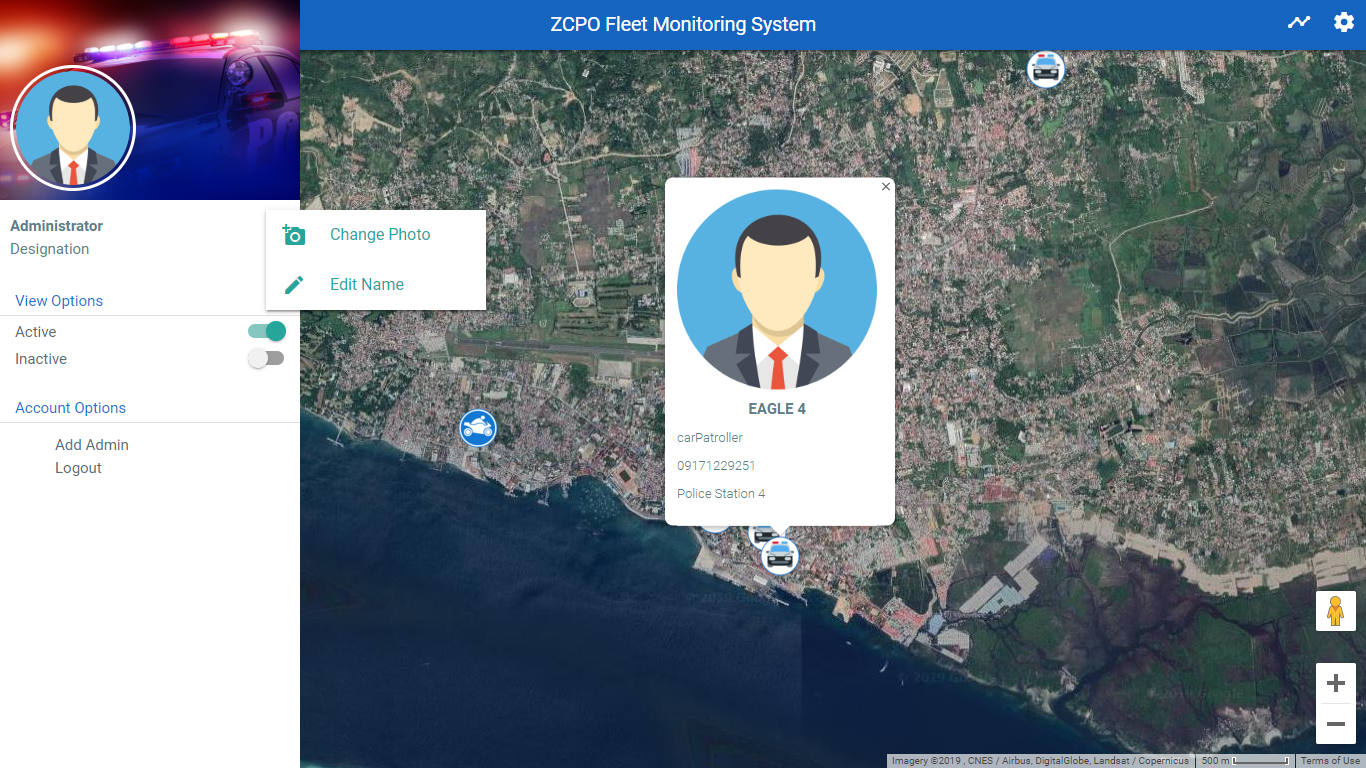 ZCPO Fleet Monitoring System
Administrator
Designation
Change Photo
Edit Name
View Options
Active
Inactive
Account Options
Add Admin
Logout
EAGLE 4
carPatroller
09171229251
Police Station 4
Imagery ©2019 , CNES / Airbus, DigitalGlobe, Landsat / Copernicus
500 m
Terms of Use